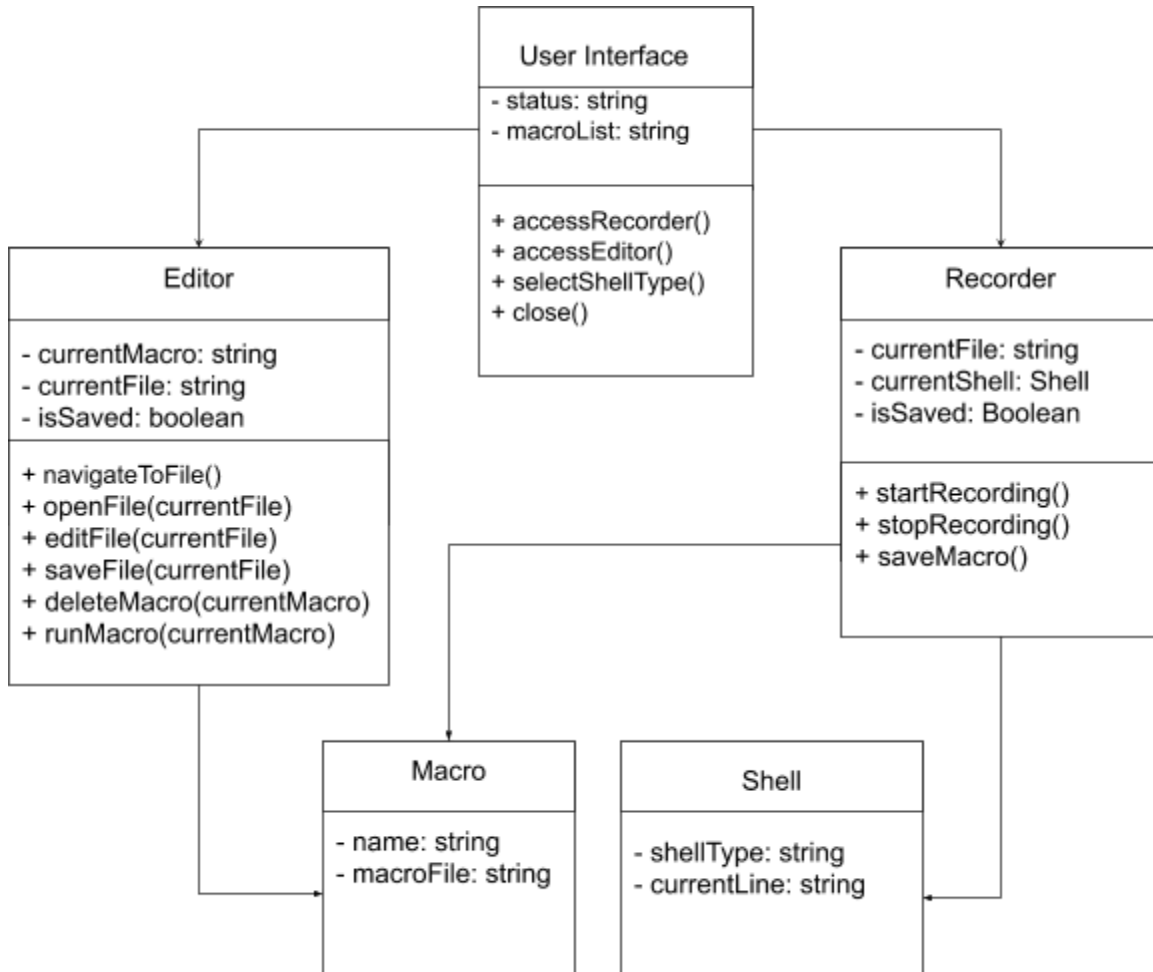 User Interface
- status: string
- macroList: string
+ accessRecorder()
+ accessEditor()
+ selectShellType()
+ close()
Editor
- currentMacro: string
- currentFile: string
- isSaved: boolean
+ navigateToFile()
+ openFile(currentFile)
+ editFile(currentFile)
+ saveFile(currentFile)
+ deleteMacro(currentMacro)
+ runMacro(currentMacro)
Recorder
- currentFile: string
- currentShell: Shell
- isSaved: Boolean
+ startRecording()
+ stopRecording()
+ saveMacro()
Macro
- name: string
- macroFile: string
Shell
- shellType: string
- currentLine: string